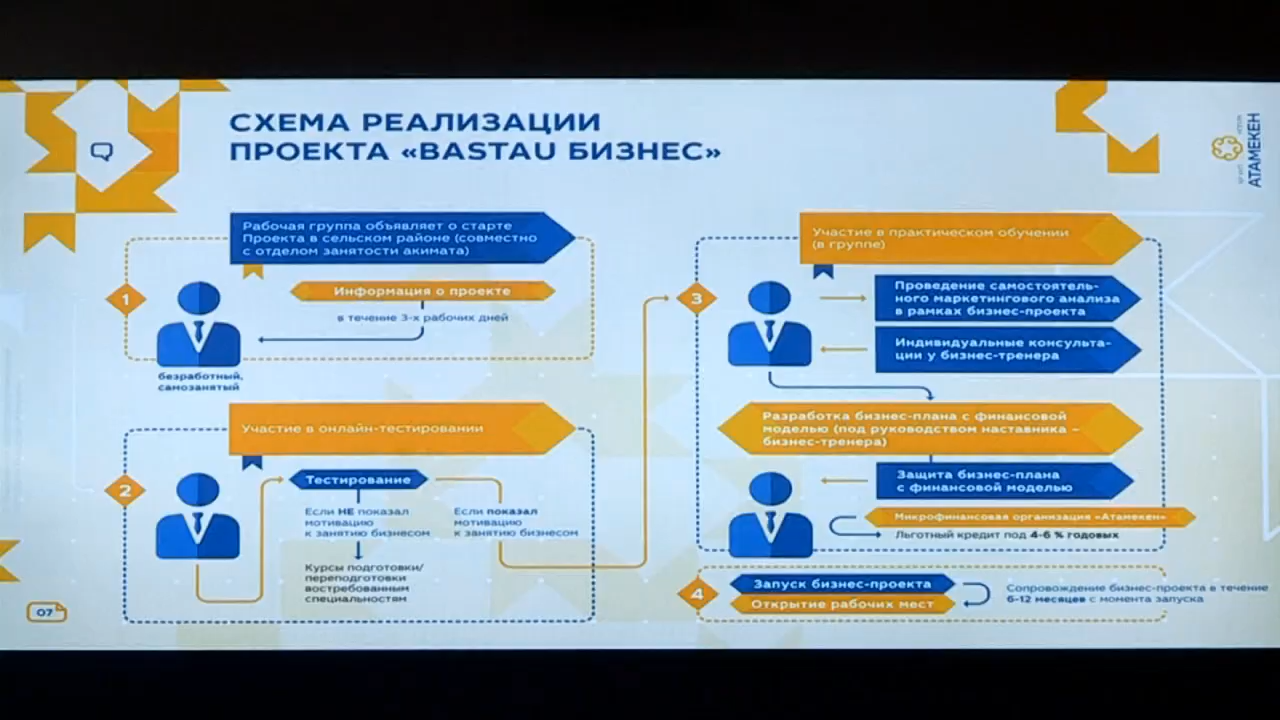 СХЕМА РЕАЛИЗАЦИИ
ПРОЕКТА «BASTAU БИЗНЕС»
АТАМЕКЕН
1
Рабочая группа объявляет о старте
Проекта в сельском районе (совместно
с отделом занятости акимата)
Информация о проекте
в течение 3-х рабочих дней
безработный,
самозанятый
2
Участие в онлайн-тестировании
Тестирование
Если НЕ показал
мотивацию
к занятию бизнесом
Если показал
мотивацию
к занятию бизнесом
Курсы подготовки/
переподготовки
востребованным
специальностям
3
Участие в практическом обучении
(в группе)
Проведение самостоятель-
ного маркетингового анализа
в рамках бизнес-проекта
Индивидуальные консульта-
ции у бизнес-тренера
Разработка бизнес-плана с финансовой
моделью (под руководством наставника –
бизнес-тренера)
Защита бизнес-плана
с финансовой моделью
Микрофинансовая организация «Атамекен»
Льготный кредит под 4-6 % годовых
4
Запуск бизнес-проекта
Открытие рабочих мест
Сопровождение бизнес-проекта в течение
6-12 месяцев с момента запуска
07